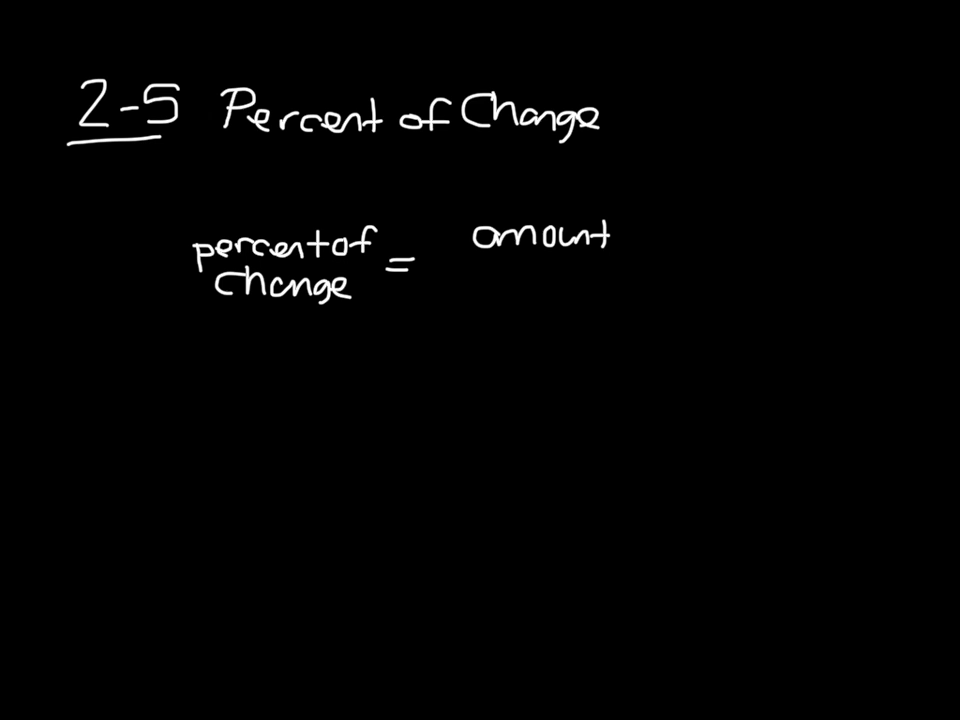 2-5 Percent of Change
percent of change = amount